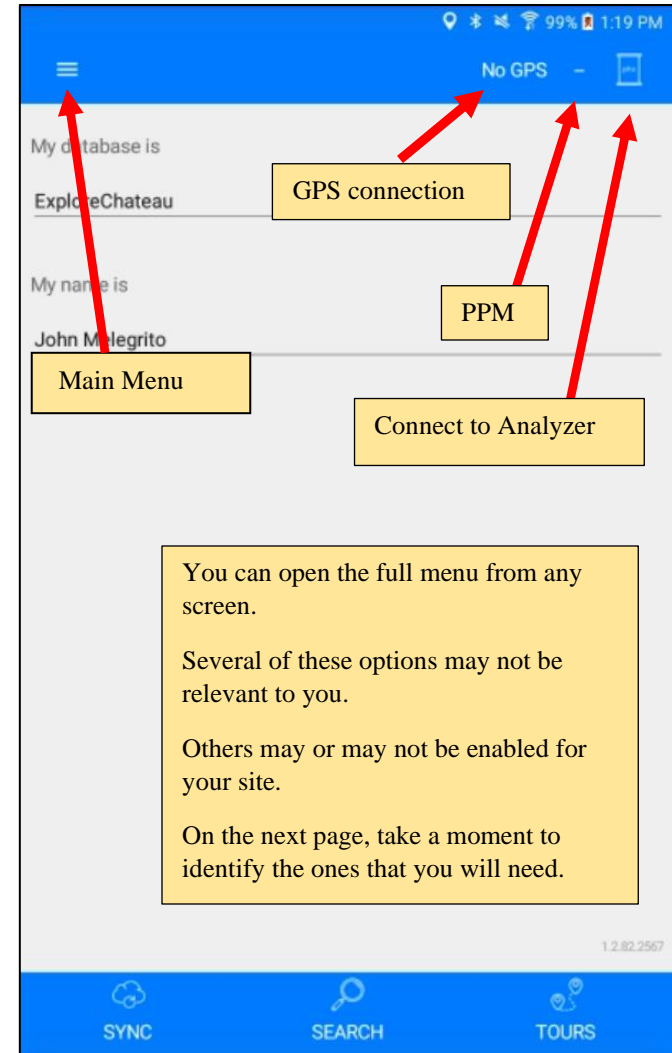 99% 1:19 PM
No GPS –
My database is
GPS connection
ExploreChateau
My name is
PPM
John Melegrito
Main Menu
Connect to Analyzer
You can open the full menu from any
screen.
Several of these options may not be
relevant to you.
Others may or may not be enabled for
your site.
On the next page, take a moment to
identify the ones that you will need.
1.2.82.2567
SYNC SEARCH TOURS